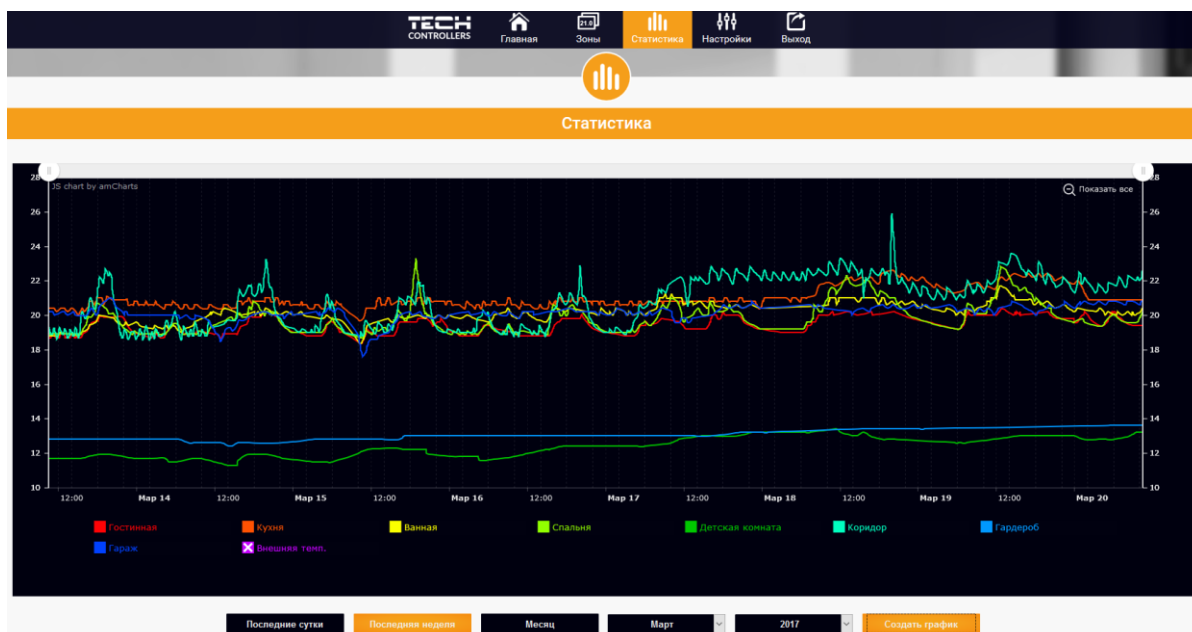 TECH
CONTROLLERS
Главная
21.0
Зоны
Статистика
Настройки
Выход
Статистика
JS chart by amCharts
Показать все
28 28
26 26
24 24
22 22
20 20
18 18
16 16
14 14
12 12
10 10
12:00 Мар 14 12:00 Мар 15 12:00 Мар 16 12:00 Мар 17 12:00 Мар 18 12:00 Мар 19 12:00 Мар 20
Гостинная Кухня Ванная Спальня Детская комната Коридор Гардероб
Гараж Внешняя темп.
Последние сутки Последняя неделя Месяц Март 2017 Создать график